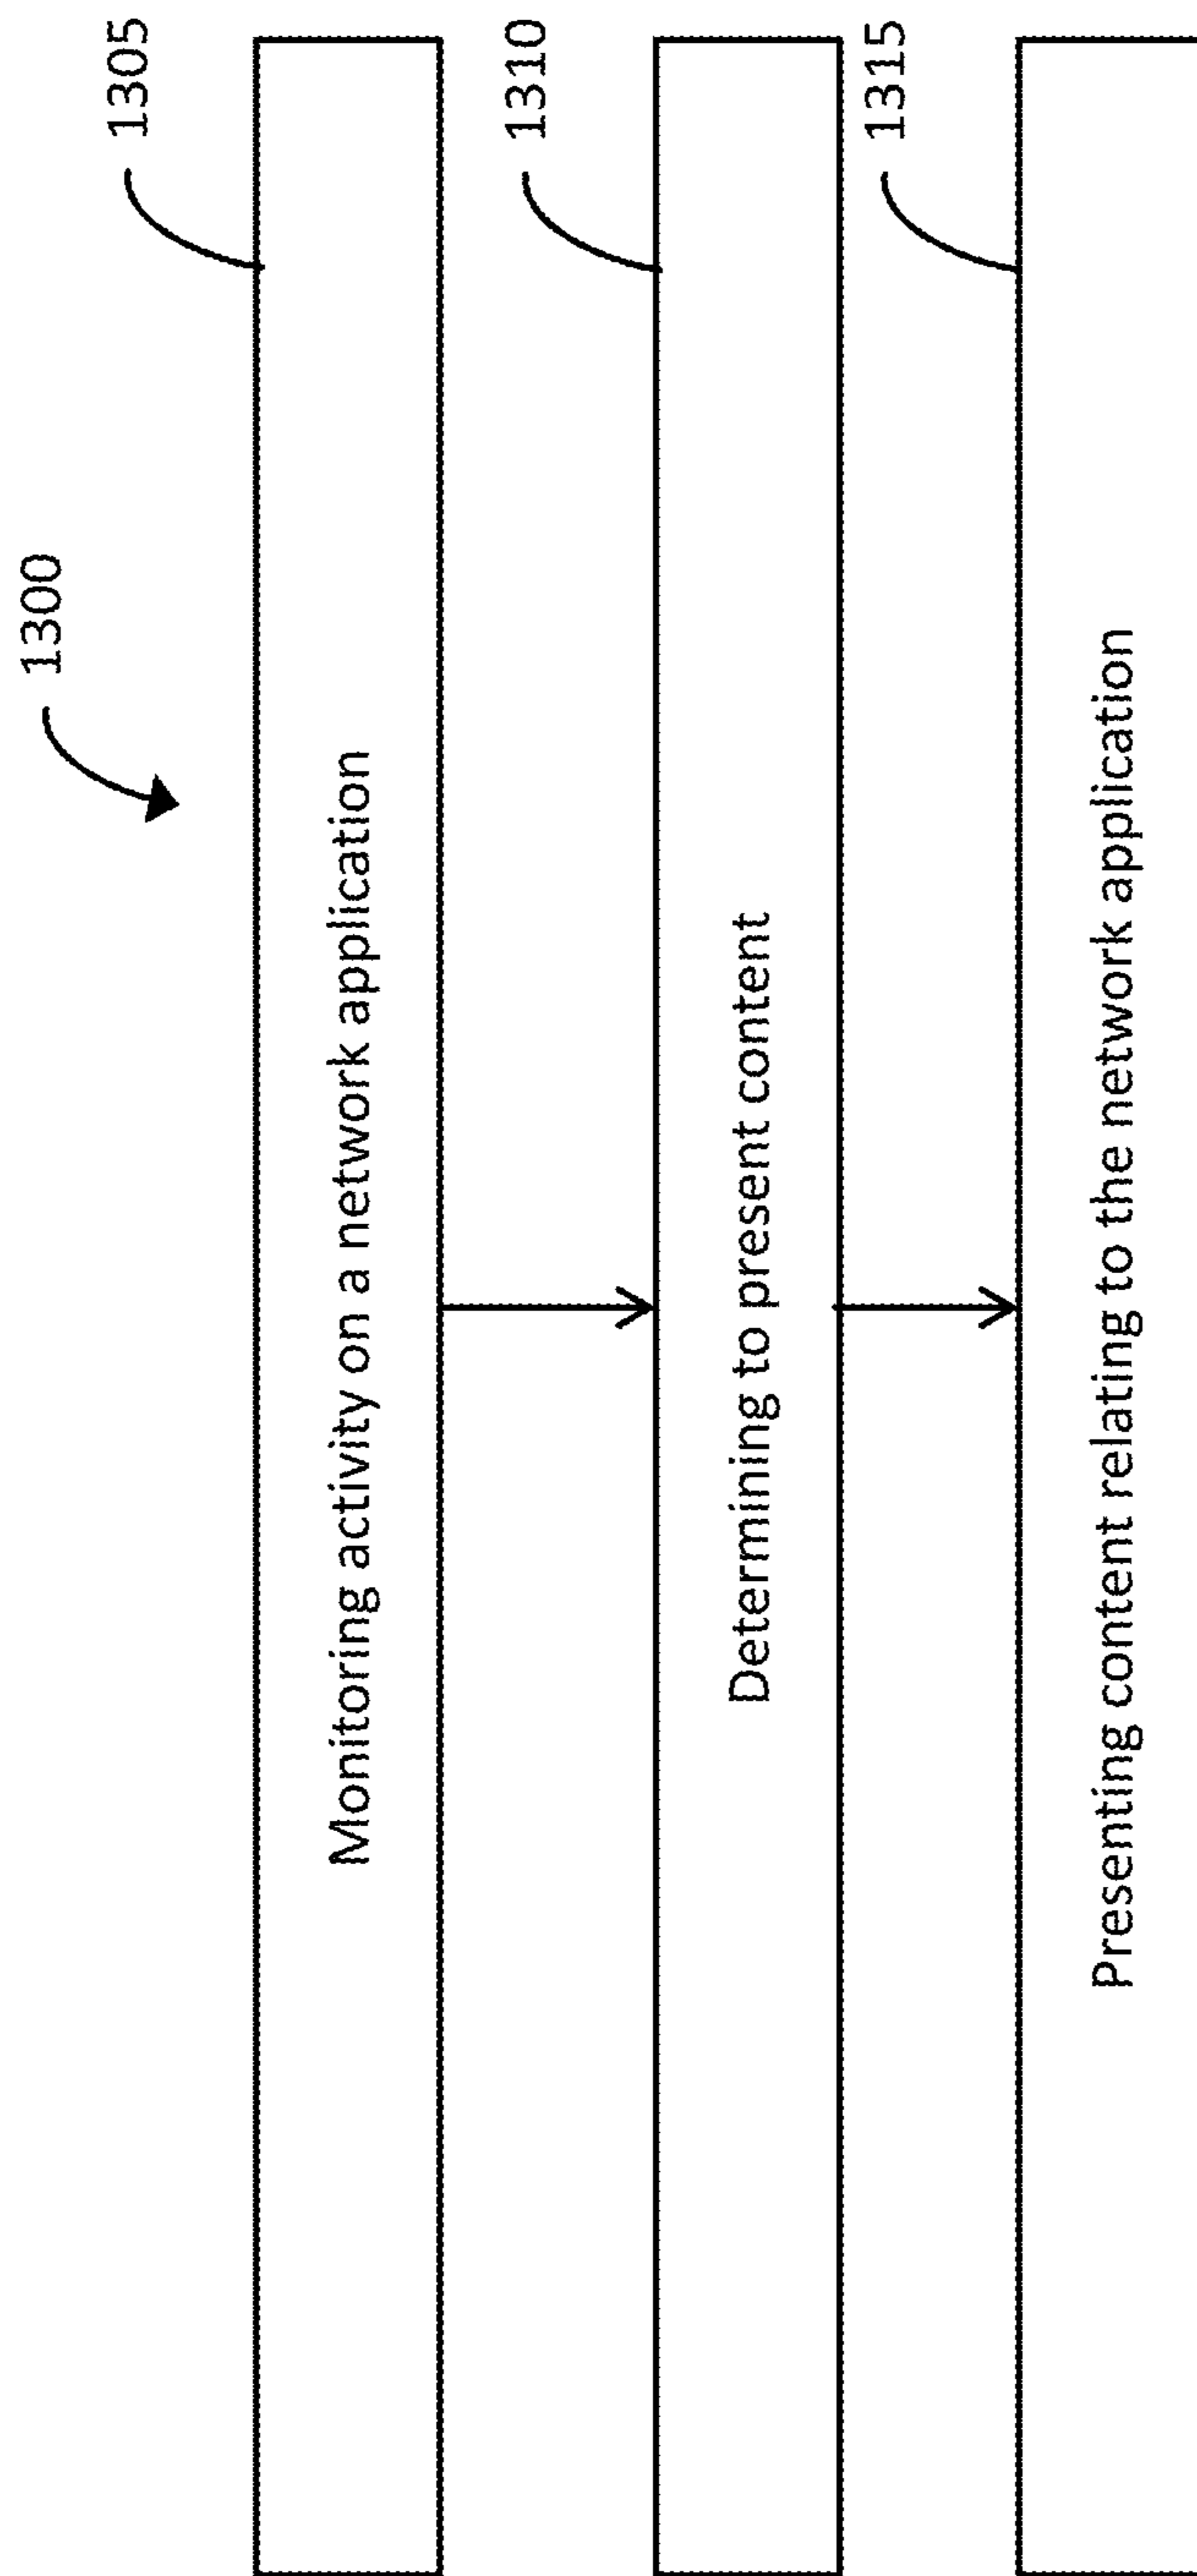 1300
1305
Monitoring activity on a network application
1310
Determining to present content
1315
Presenting content relating to the network application